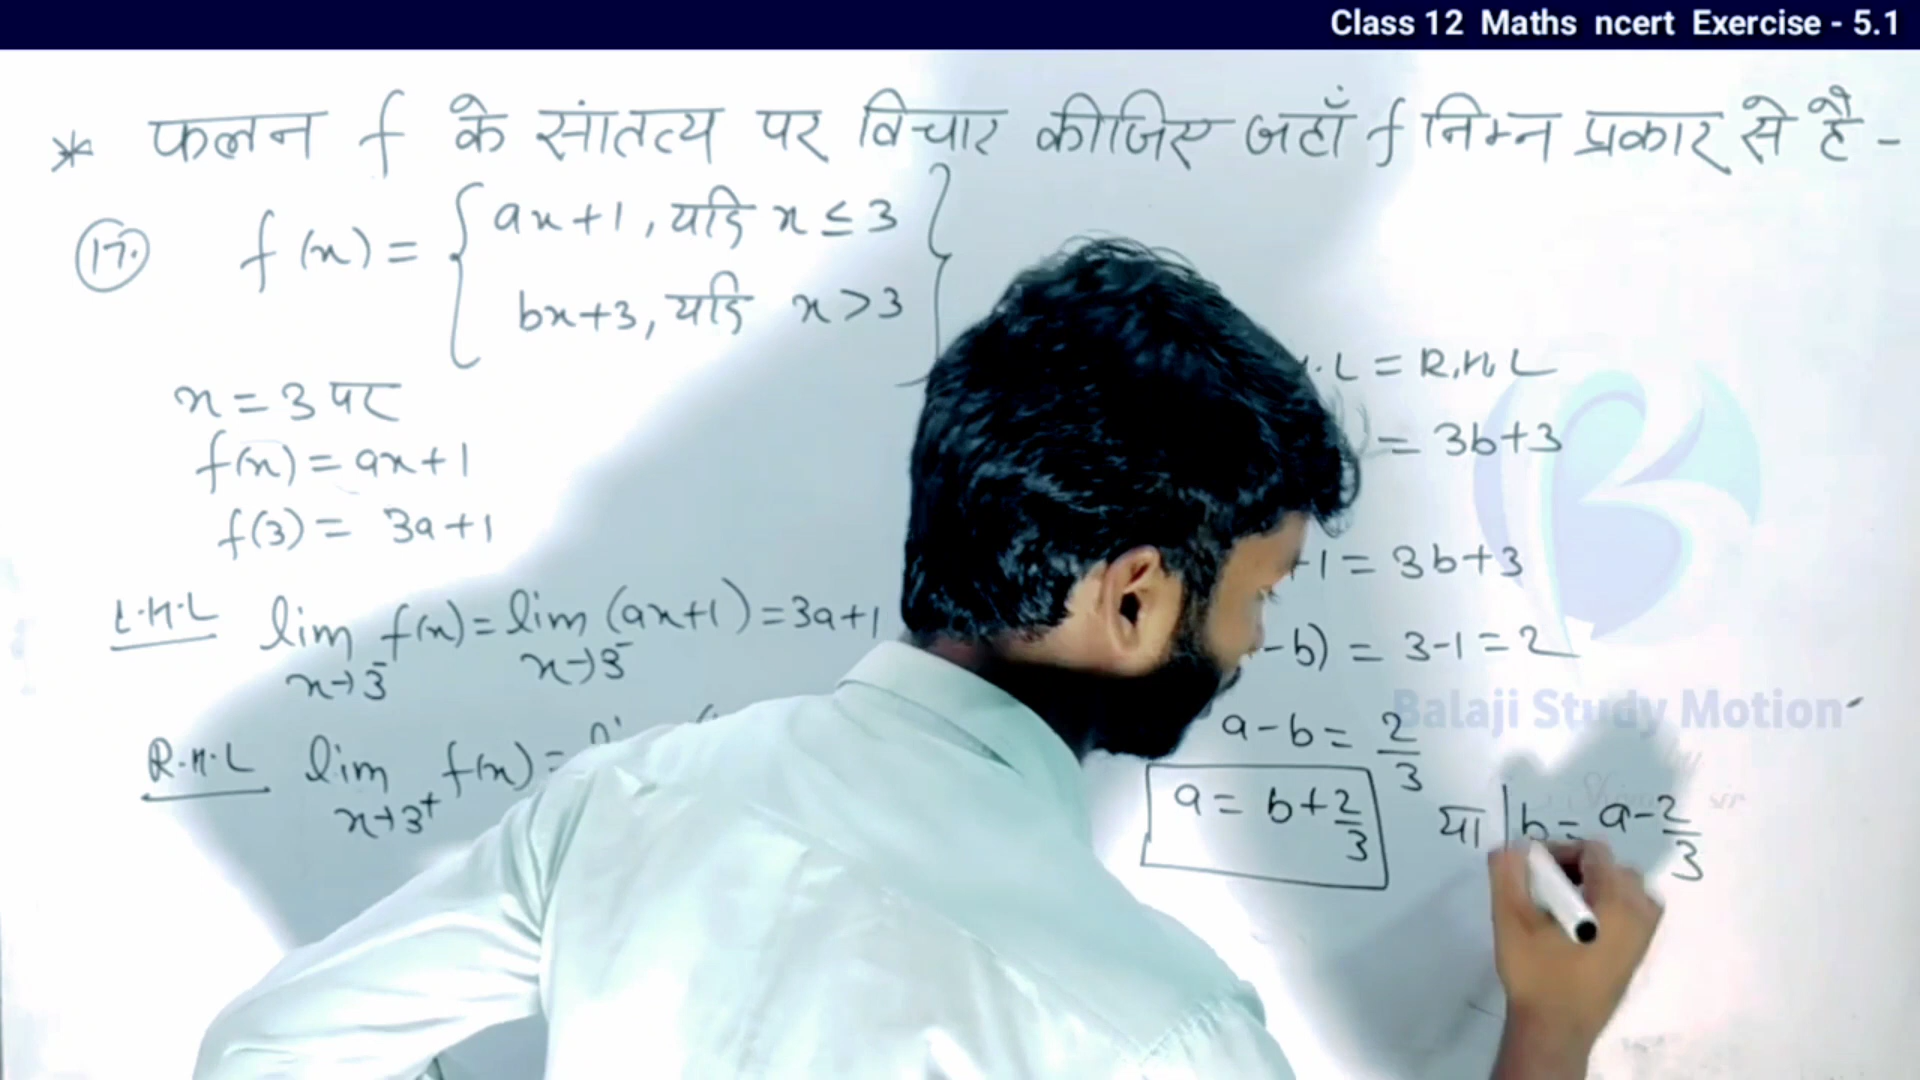 Class 12 Maths ncert Exercise - 5.1
* फलन f के सांतत्य पर विचार कीजिए जहाँ f निम्न प्रकार से है -
17. f(x) = { ax+1, यदि x ≤ 3
bx+3, यदि x > 3 }
x = 3 पर
f(x) = ax+1
f(3) = 3a+1
L.H.L lim x→3⁻ f(x) = lim x→3⁻ (ax+1) = 3a+1
R.H.L lim x→3⁺ f(x) =
.L = R.H.L
) = 3b+3
+1 = 3b+3
-b) = 3-1 = 2
a-b = 2/3
a = b+2/3 या b = a-2/3
Balaji Study Motion